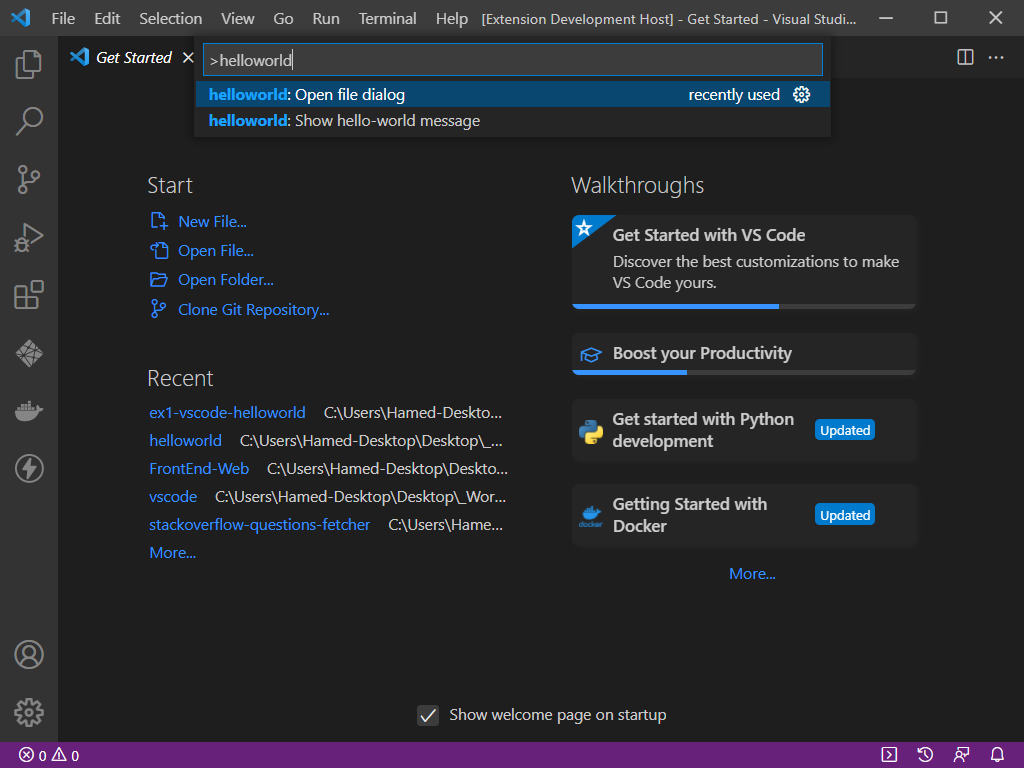 File Edit Selection View Go Run Terminal Help [Extension Development Host] - Get Started - Visual Studi...
Get Started
>helloworld
helloworld: Open file dialog recently used
helloworld: Show hello-world message
Start
New File...
Open File...
Open Folder...
Clone Git Repository...
Recent
ex1-vscode-helloworld C:\Users\Hamed-Deskto...
helloworld C:\Users\Hamed-Desktop\Desktop\_...
FrontEnd-Web C:\Users\Hamed-Desktop\Deskto...
vscode C:\Users\Hamed-Desktop\Desktop\_Wor...
stackoverflow-questions-fetcher C:\Users\Hame...
More...
Walkthroughs
Get Started with VS Code
Discover the best customizations to make
VS Code yours.
Boost your Productivity
Get started with Python
development
Updated
docker
Getting Started with
Docker
Updated
More...
Show welcome page on startup
0 0